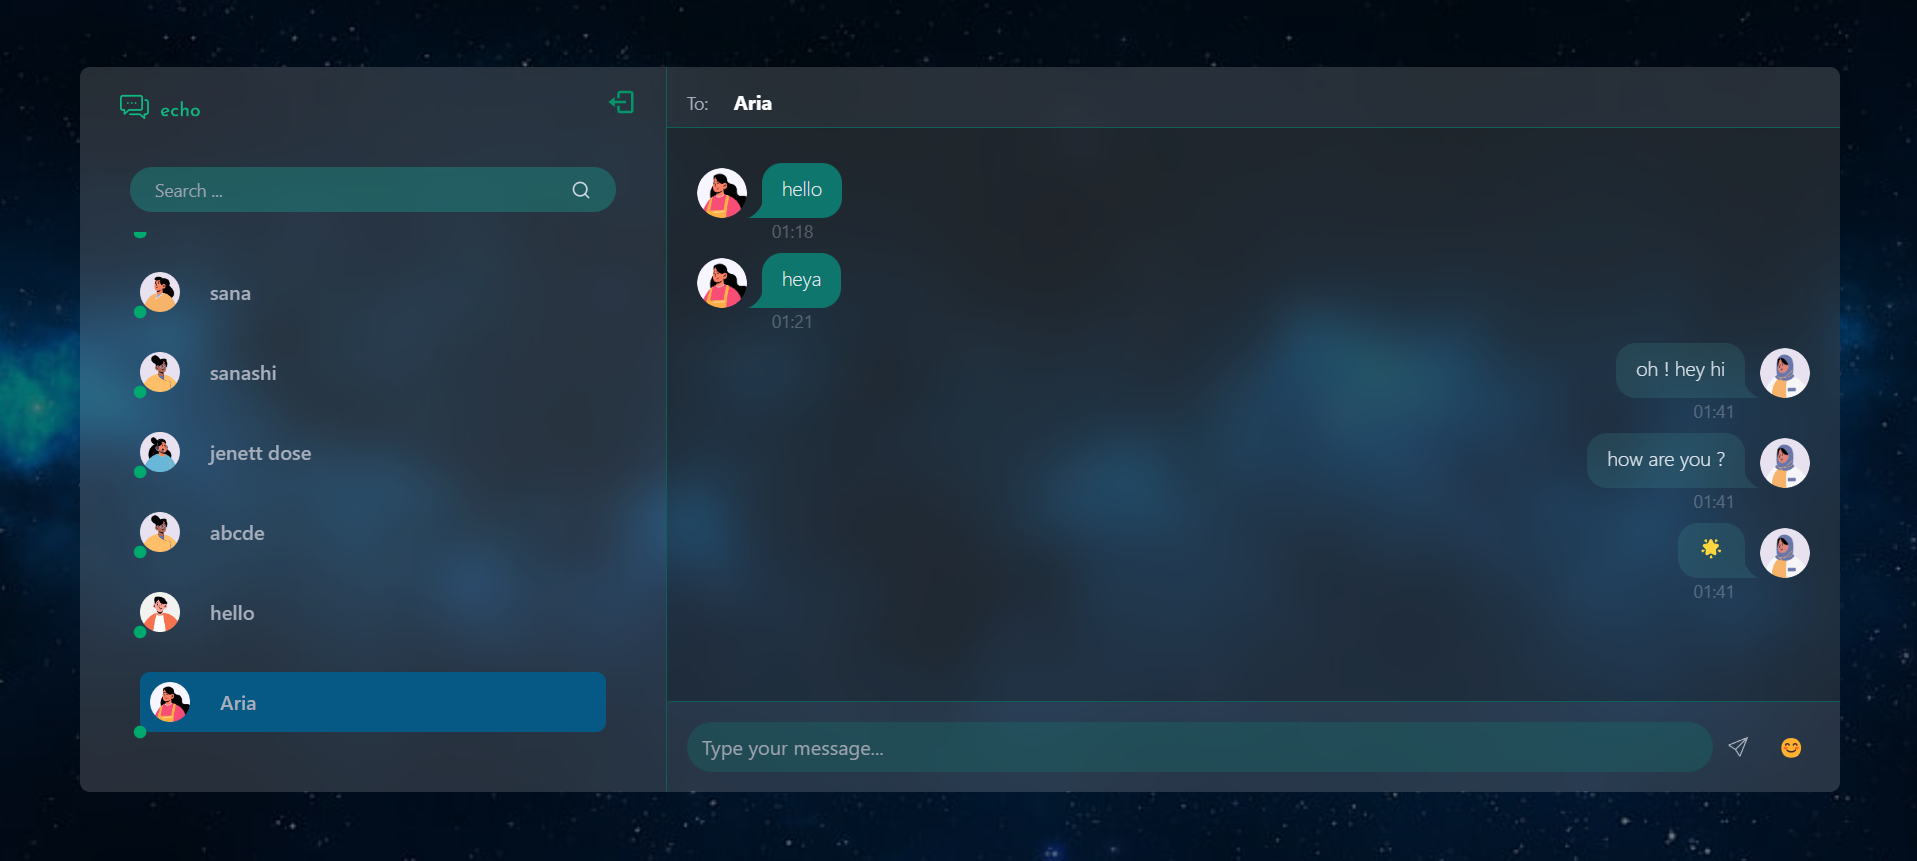 echo
Search ...
sana
sanashi
jenett dose
abcde
hello
Aria
To: Aria
hello
01:18
heya
01:21
oh ! hey hi
01:41
how are you ?
01:41
01:41
Type your message...